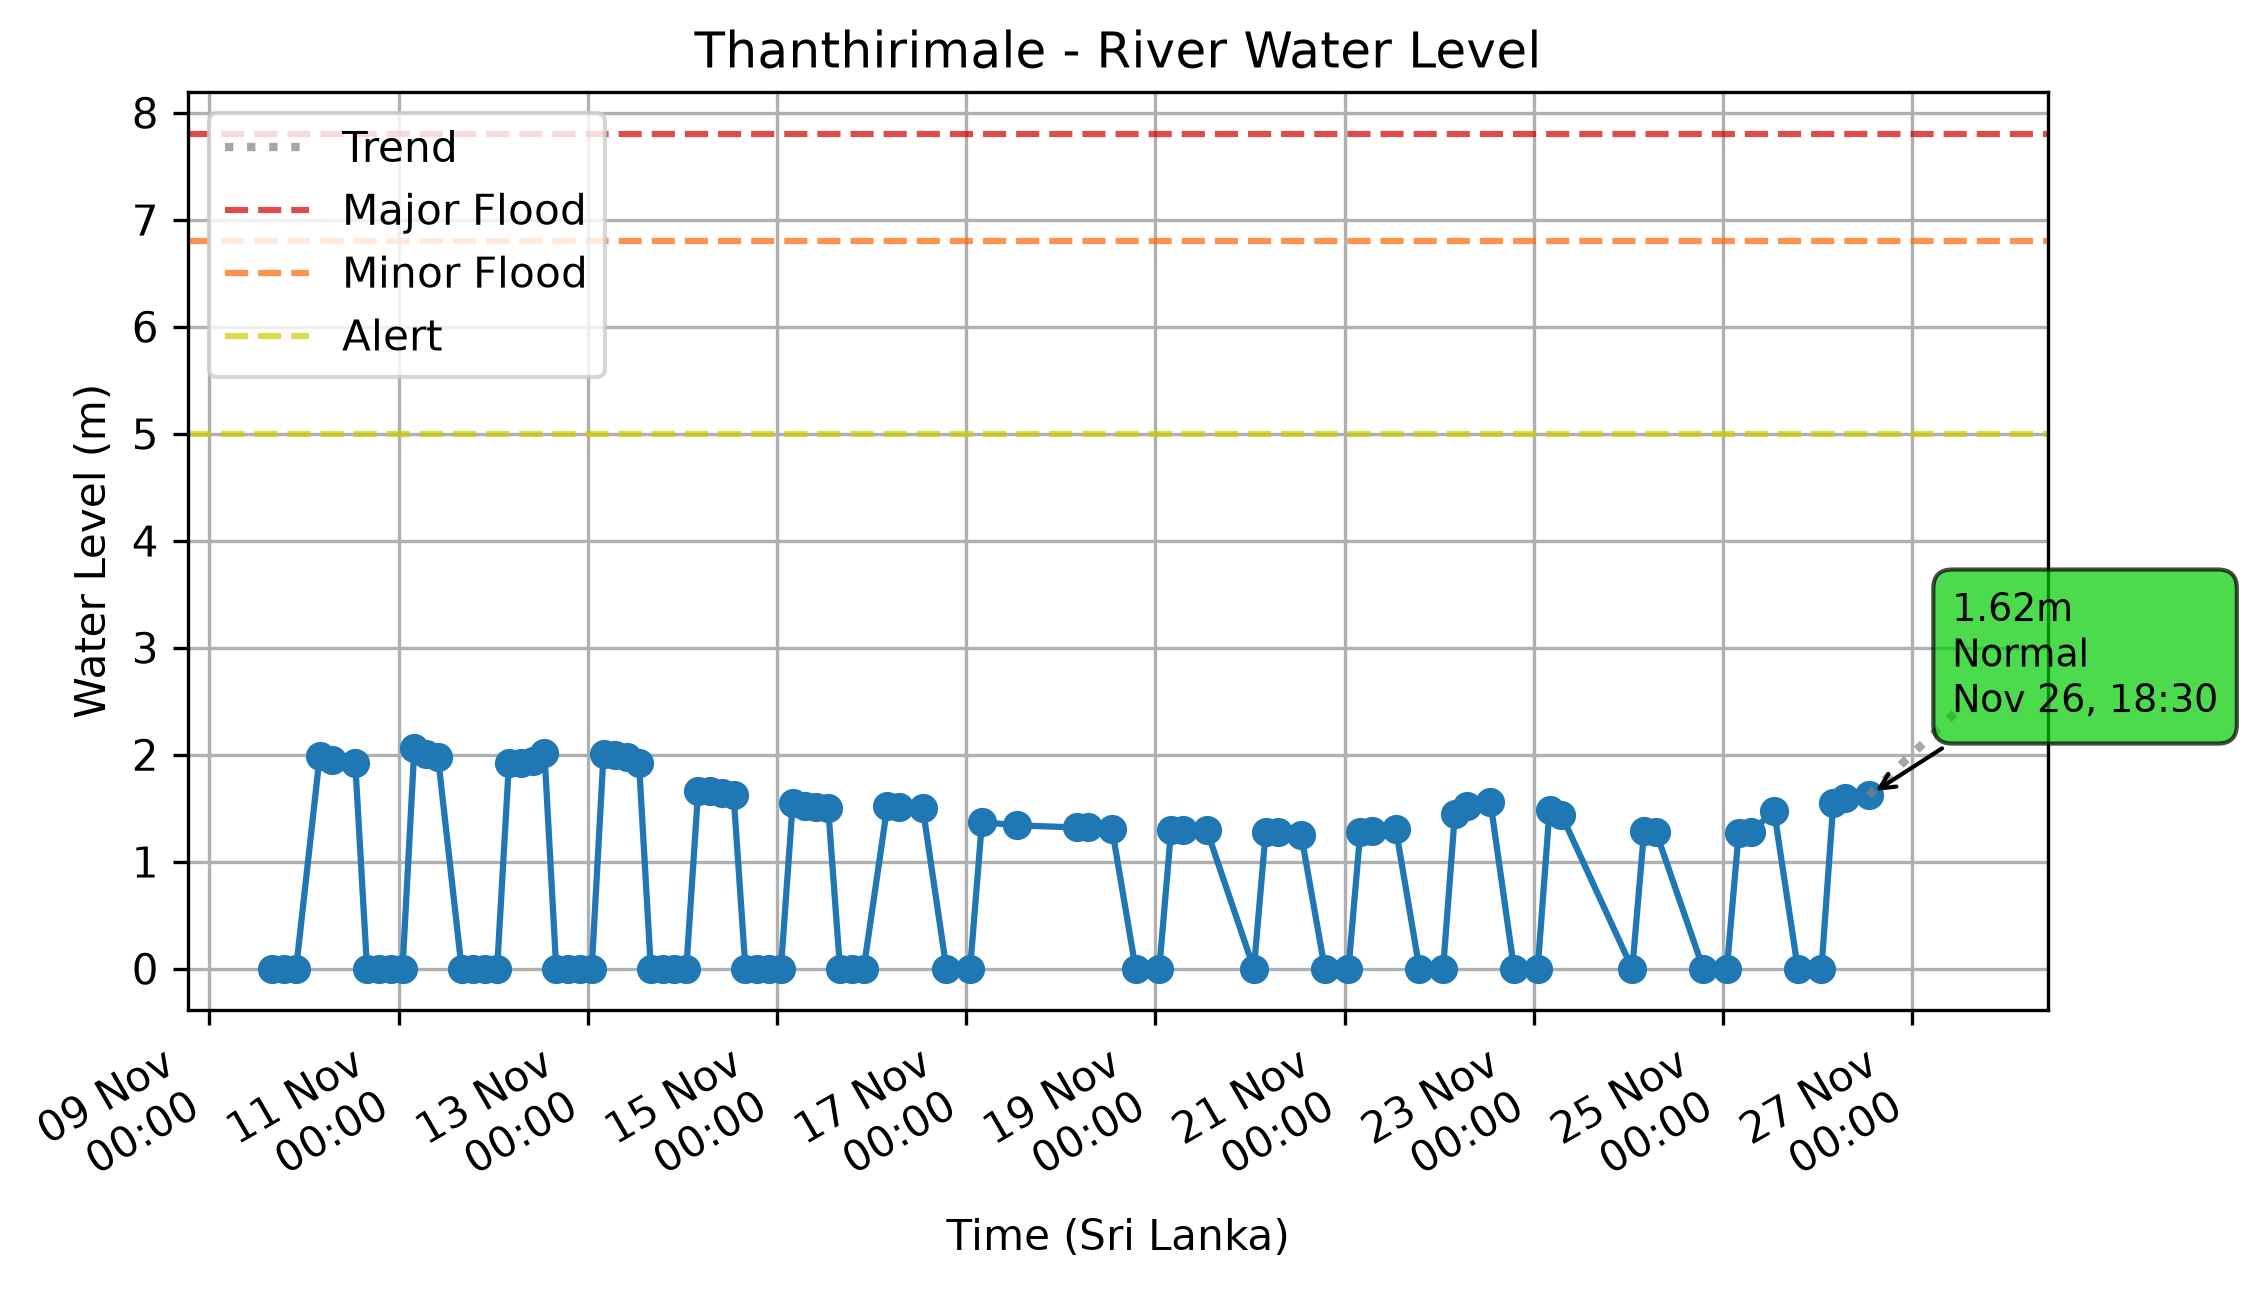 Thanthirimale - River Water Level
Trend
Major Flood
Minor Flood
Alert
8
7
6
5
4
3
2
1
0
Water Level (m)
1.62m
Normal
Nov 26, 18:30
09 Nov
00:00
11 Nov
00:00
13 Nov
00:00
15 Nov
00:00
17 Nov
00:00
19 Nov
00:00
21 Nov
00:00
23 Nov
00:00
25 Nov
00:00
27 Nov
00:00
Time (Sri Lanka)